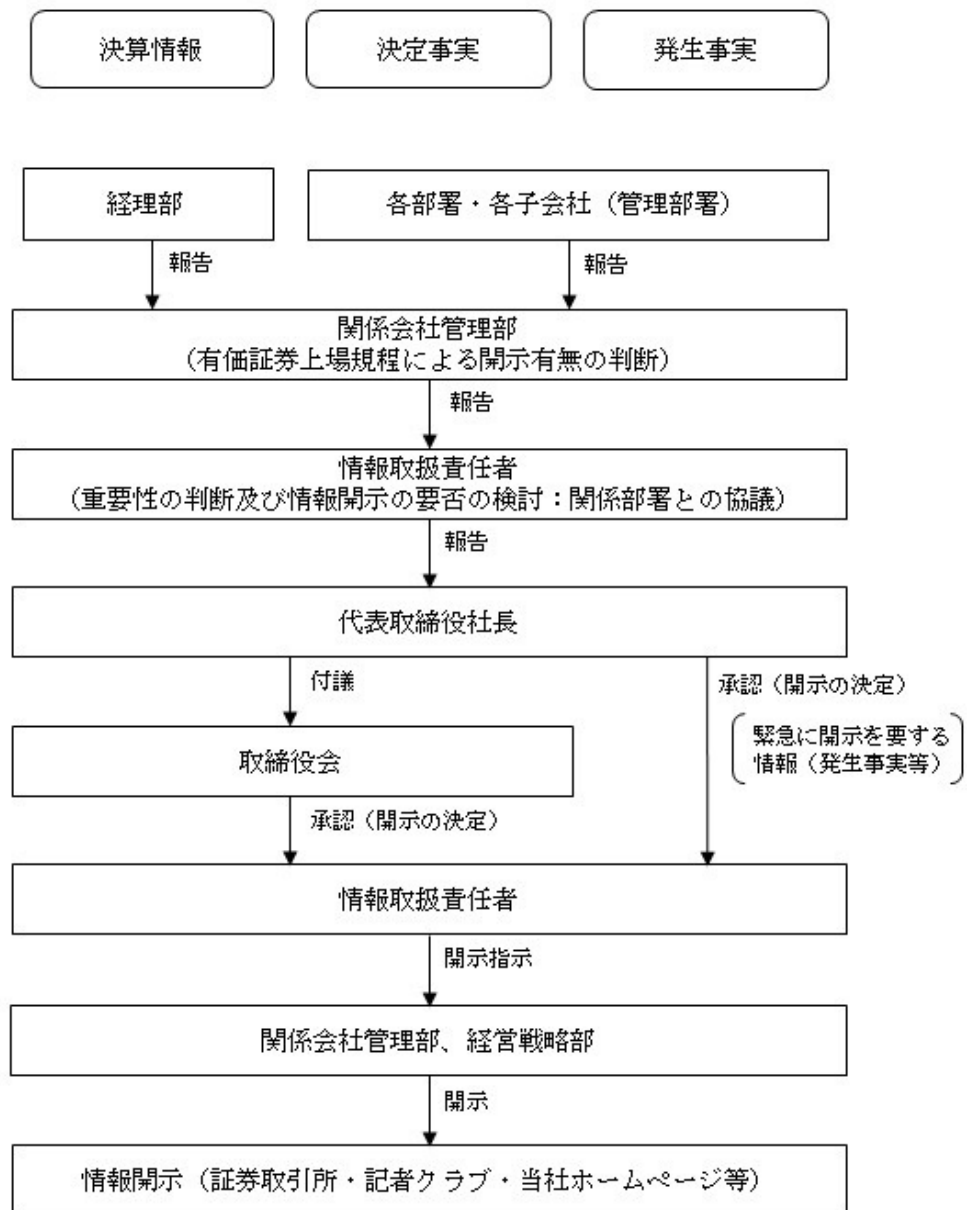 決算情報
決定事実
発生事実
経理部
各部署・各子会社（管理部署）
報告
報告
関係会社管理部
（有価証券上場規程による開示有無の判断）
報告
情報取扱責任者
（重要性の判断及び情報開示の要否の検討：関係部署との協議）
報告
代表取締役社長
付議
承認（開示の決定）
緊急に開示を要する
情報（発生事実等）
取締役会
承認（開示の決定）
情報取扱責任者
開示指示
関係会社管理部、経営戦略部
開示
情報開示（証券取引所・記者クラブ・当社ホームページ等）